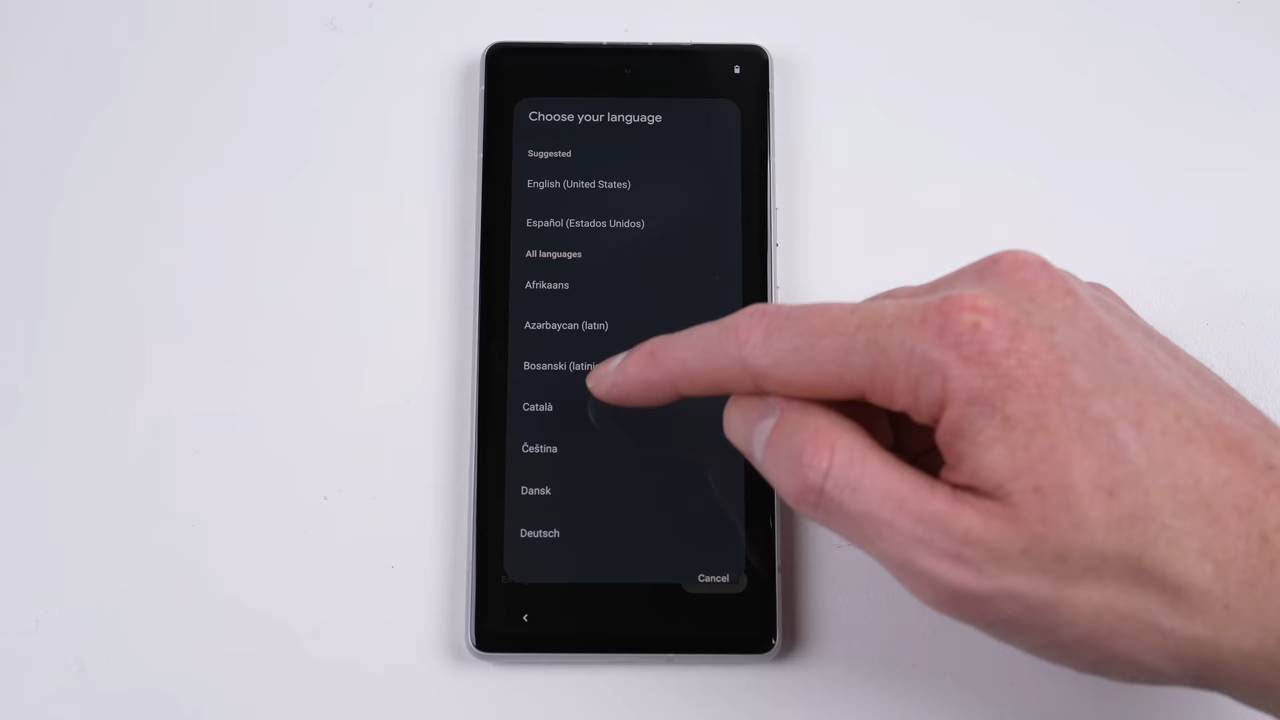 Choose your language
Suggested
English (United States)
Español (Estados Unidos)
All languages
Afrikaans
Azərbaycan (latın)
Bosanski
Català
Čeština
Dansk
Deutsch
Cancel